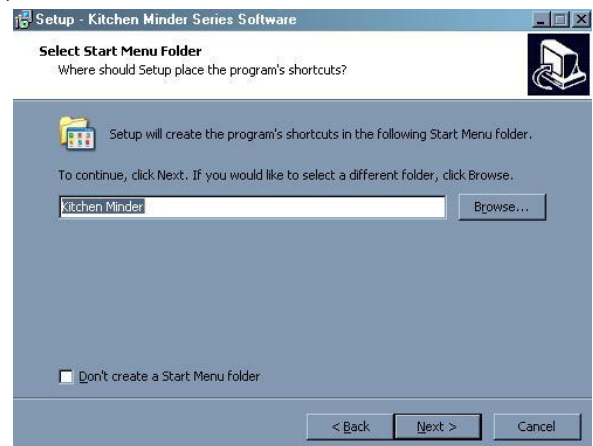 Setup - Kitchen Minder Series Software
Select Start Menu Folder
Where should Setup place the program's shortcuts?
Setup will create the program's shortcuts in the following Start Menu folder.
To continue, click Next. If you would like to select a different folder, click Browse.
Kitchen Minder
Browse...
Don't create a Start Menu folder
< Back
Next >
Cancel